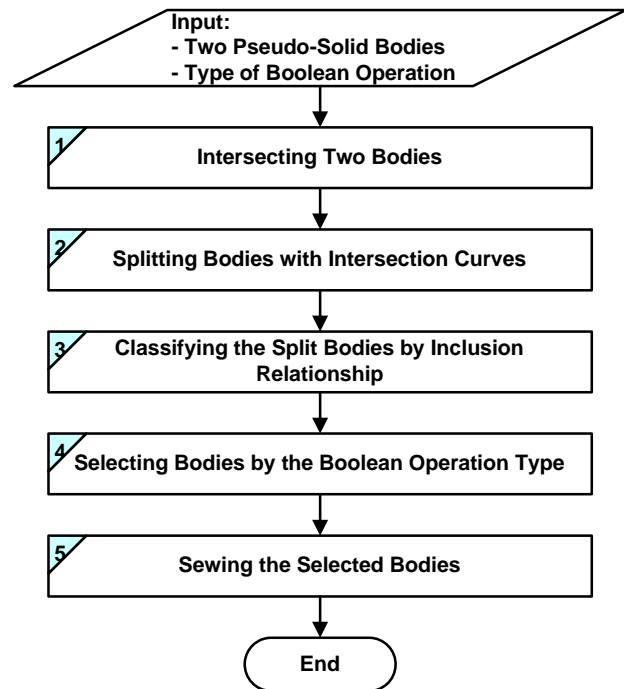 Input:
- Two Pseudo-Solid Bodies
- Type of Boolean Operation
1
Intersecting Two Bodies
2
Splitting Bodies with Intersection Curves
3
Classifying the Split Bodies by Inclusion
Relationship
4
Selecting Bodies by the Boolean Operation Type
5
Sewing the Selected Bodies
End